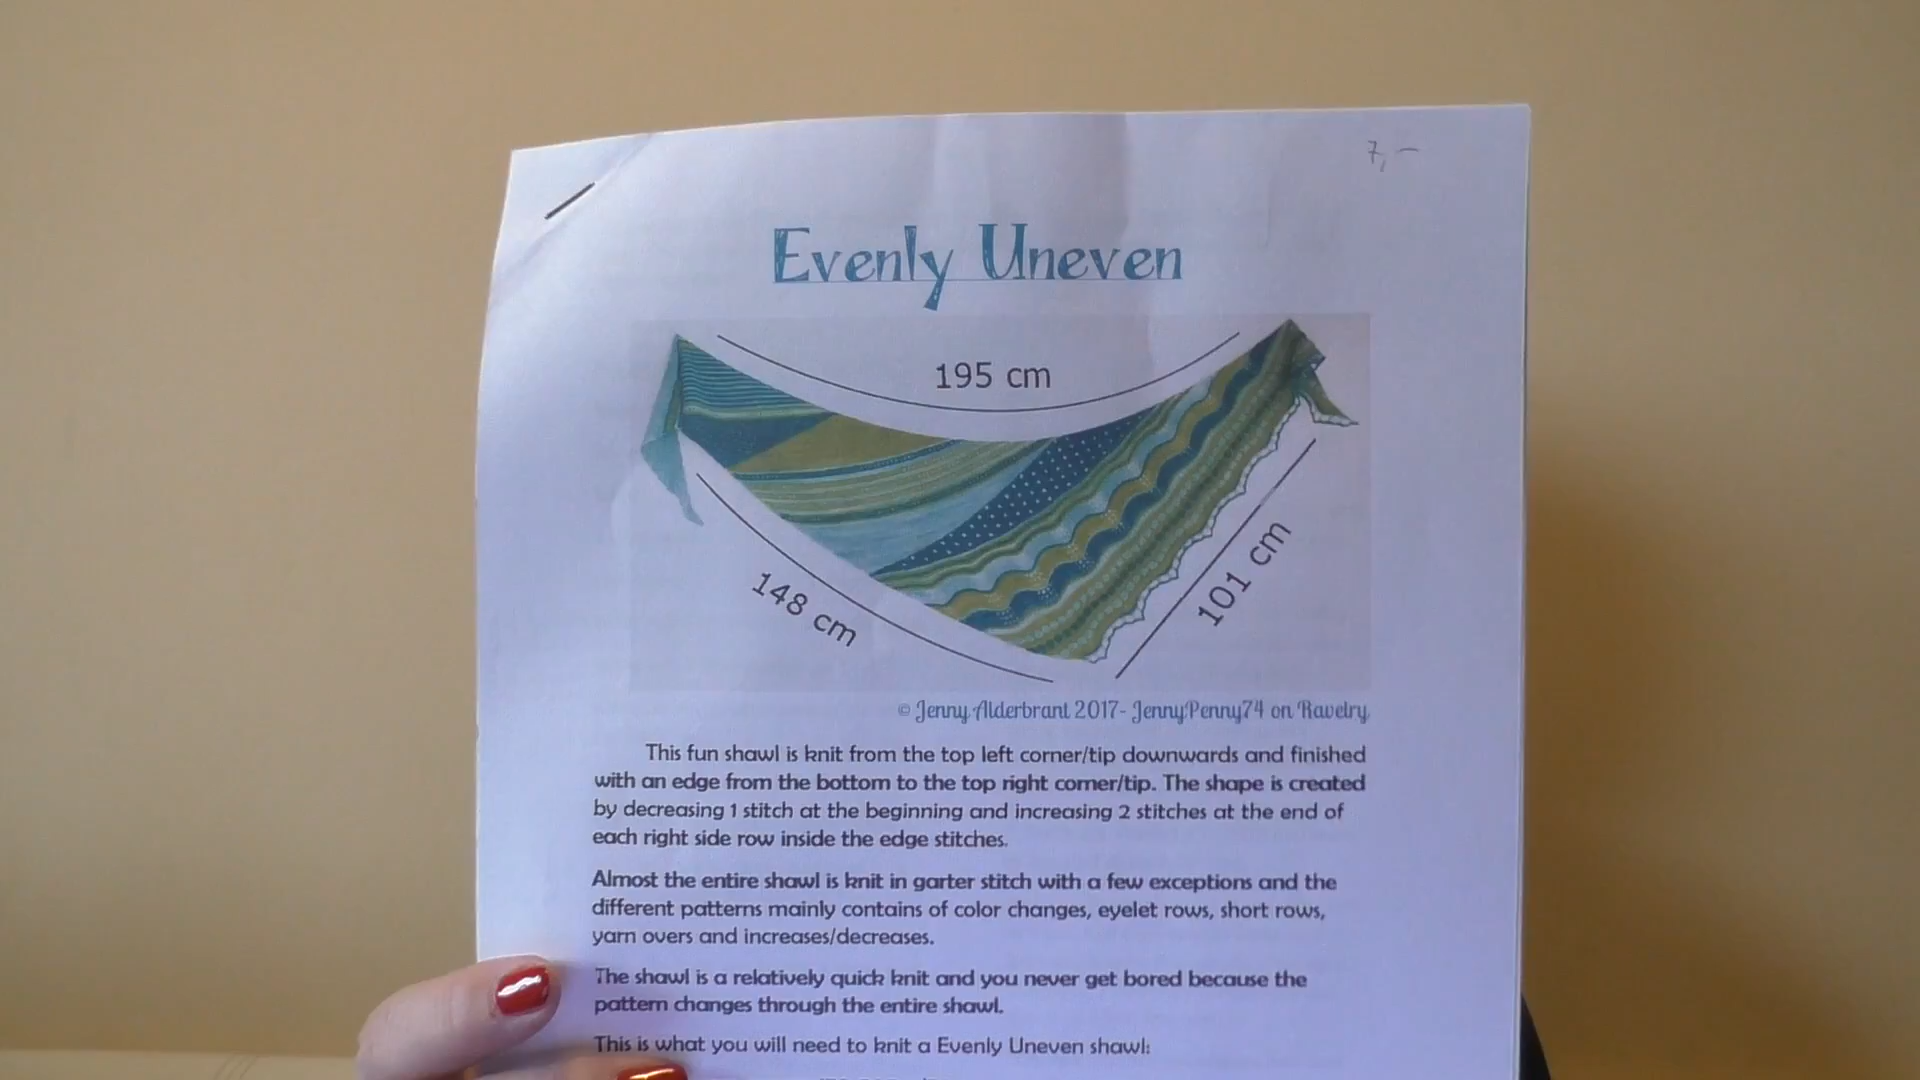 7,-
Evenly Uneven
195 cm
148 cm
101 cm
© Jenny Alderbrant 2017- JennyPenny74 on Ravelry
This fun shawl is knit from the top left corner/tip downwards and finished
with an edge from the bottom to the top right corner/tip. The shape is created
by decreasing 1 stitch at the beginning and increasing 2 stitches at the end of
each right side row inside the edge stitches.
Almost the entire shawl is knit in garter stitch with a few exceptions and the
different patterns mainly contains of color changes, eyelet rows, short rows,
yarn overs and increases/decreases.
The shawl is a relatively quick knit and you never get bored because the
pattern changes through the entire shawl.
This is what you will need to knit a Evenly Uneven shawl: